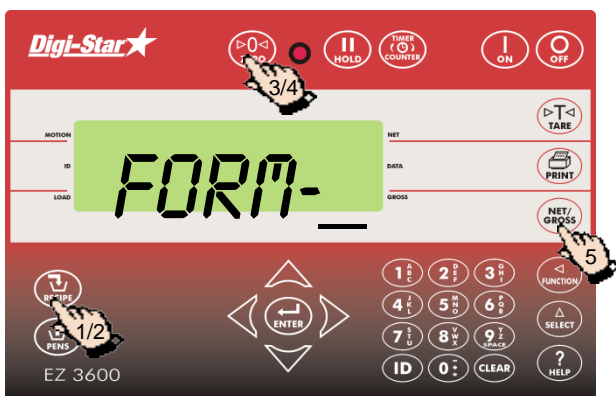 Digi-Star
▷0◁
ZERO
HOLD
TIMER
COUNTER
ON
OFF
3/4
▷T◁
TARE
MOTION
NET
ID
DATA
PRINT
LOAD
GROSS
FORM-_
NET/
GROSS
5
RECIPE
1/2
PENS
ENTER
1 A B C
2 D E F
3 G H I
FUNCTION
4 J K L
5 M N O
6 P Q R
SELECT
7 S T U
8 V W X
9 Y Z SPACE
ID
0 - + *
CLEAR
?
HELP
EZ 3600